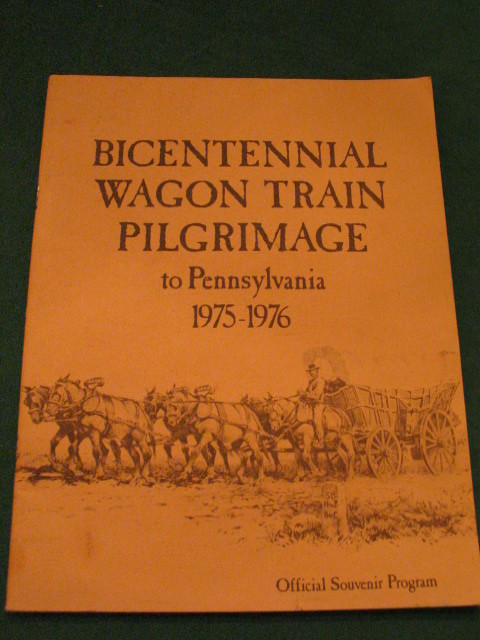 BICENTENNIAL
WAGON TRAIN
PILGRIMAGE
to Pennsylvania
1975-1976
Official Souvenir Program